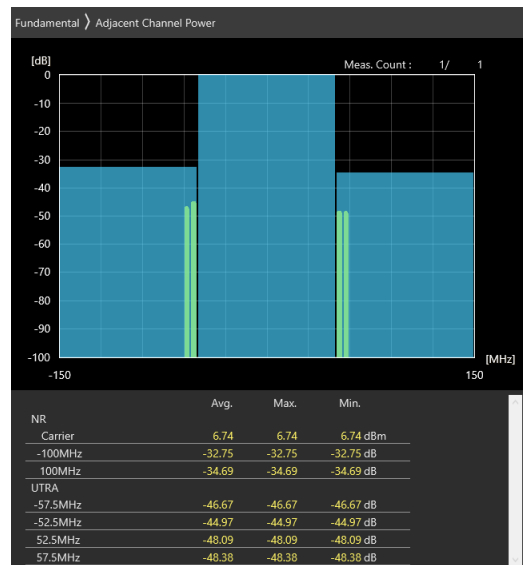 Fundamental ❭ Adjacent Channel Power
[dB]
Meas. Count : 1/ 1
0
-10
-20
-30
-40
-50
-60
-70
-80
-90
-100
[MHz]
-150 150
Avg. Max. Min.
NR
Carrier 6.74 6.74 6.74 dBm
-100MHz -32.75 -32.75 -32.75 dB
100MHz -34.69 -34.69 -34.69 dB
UTRA
-57.5MHz -46.67 -46.67 -46.67 dB
-52.5MHz -44.97 -44.97 -44.97 dB
52.5MHz -48.09 -48.09 -48.09 dB
57.5MHz -48.38 -48.38 -48.38 dB